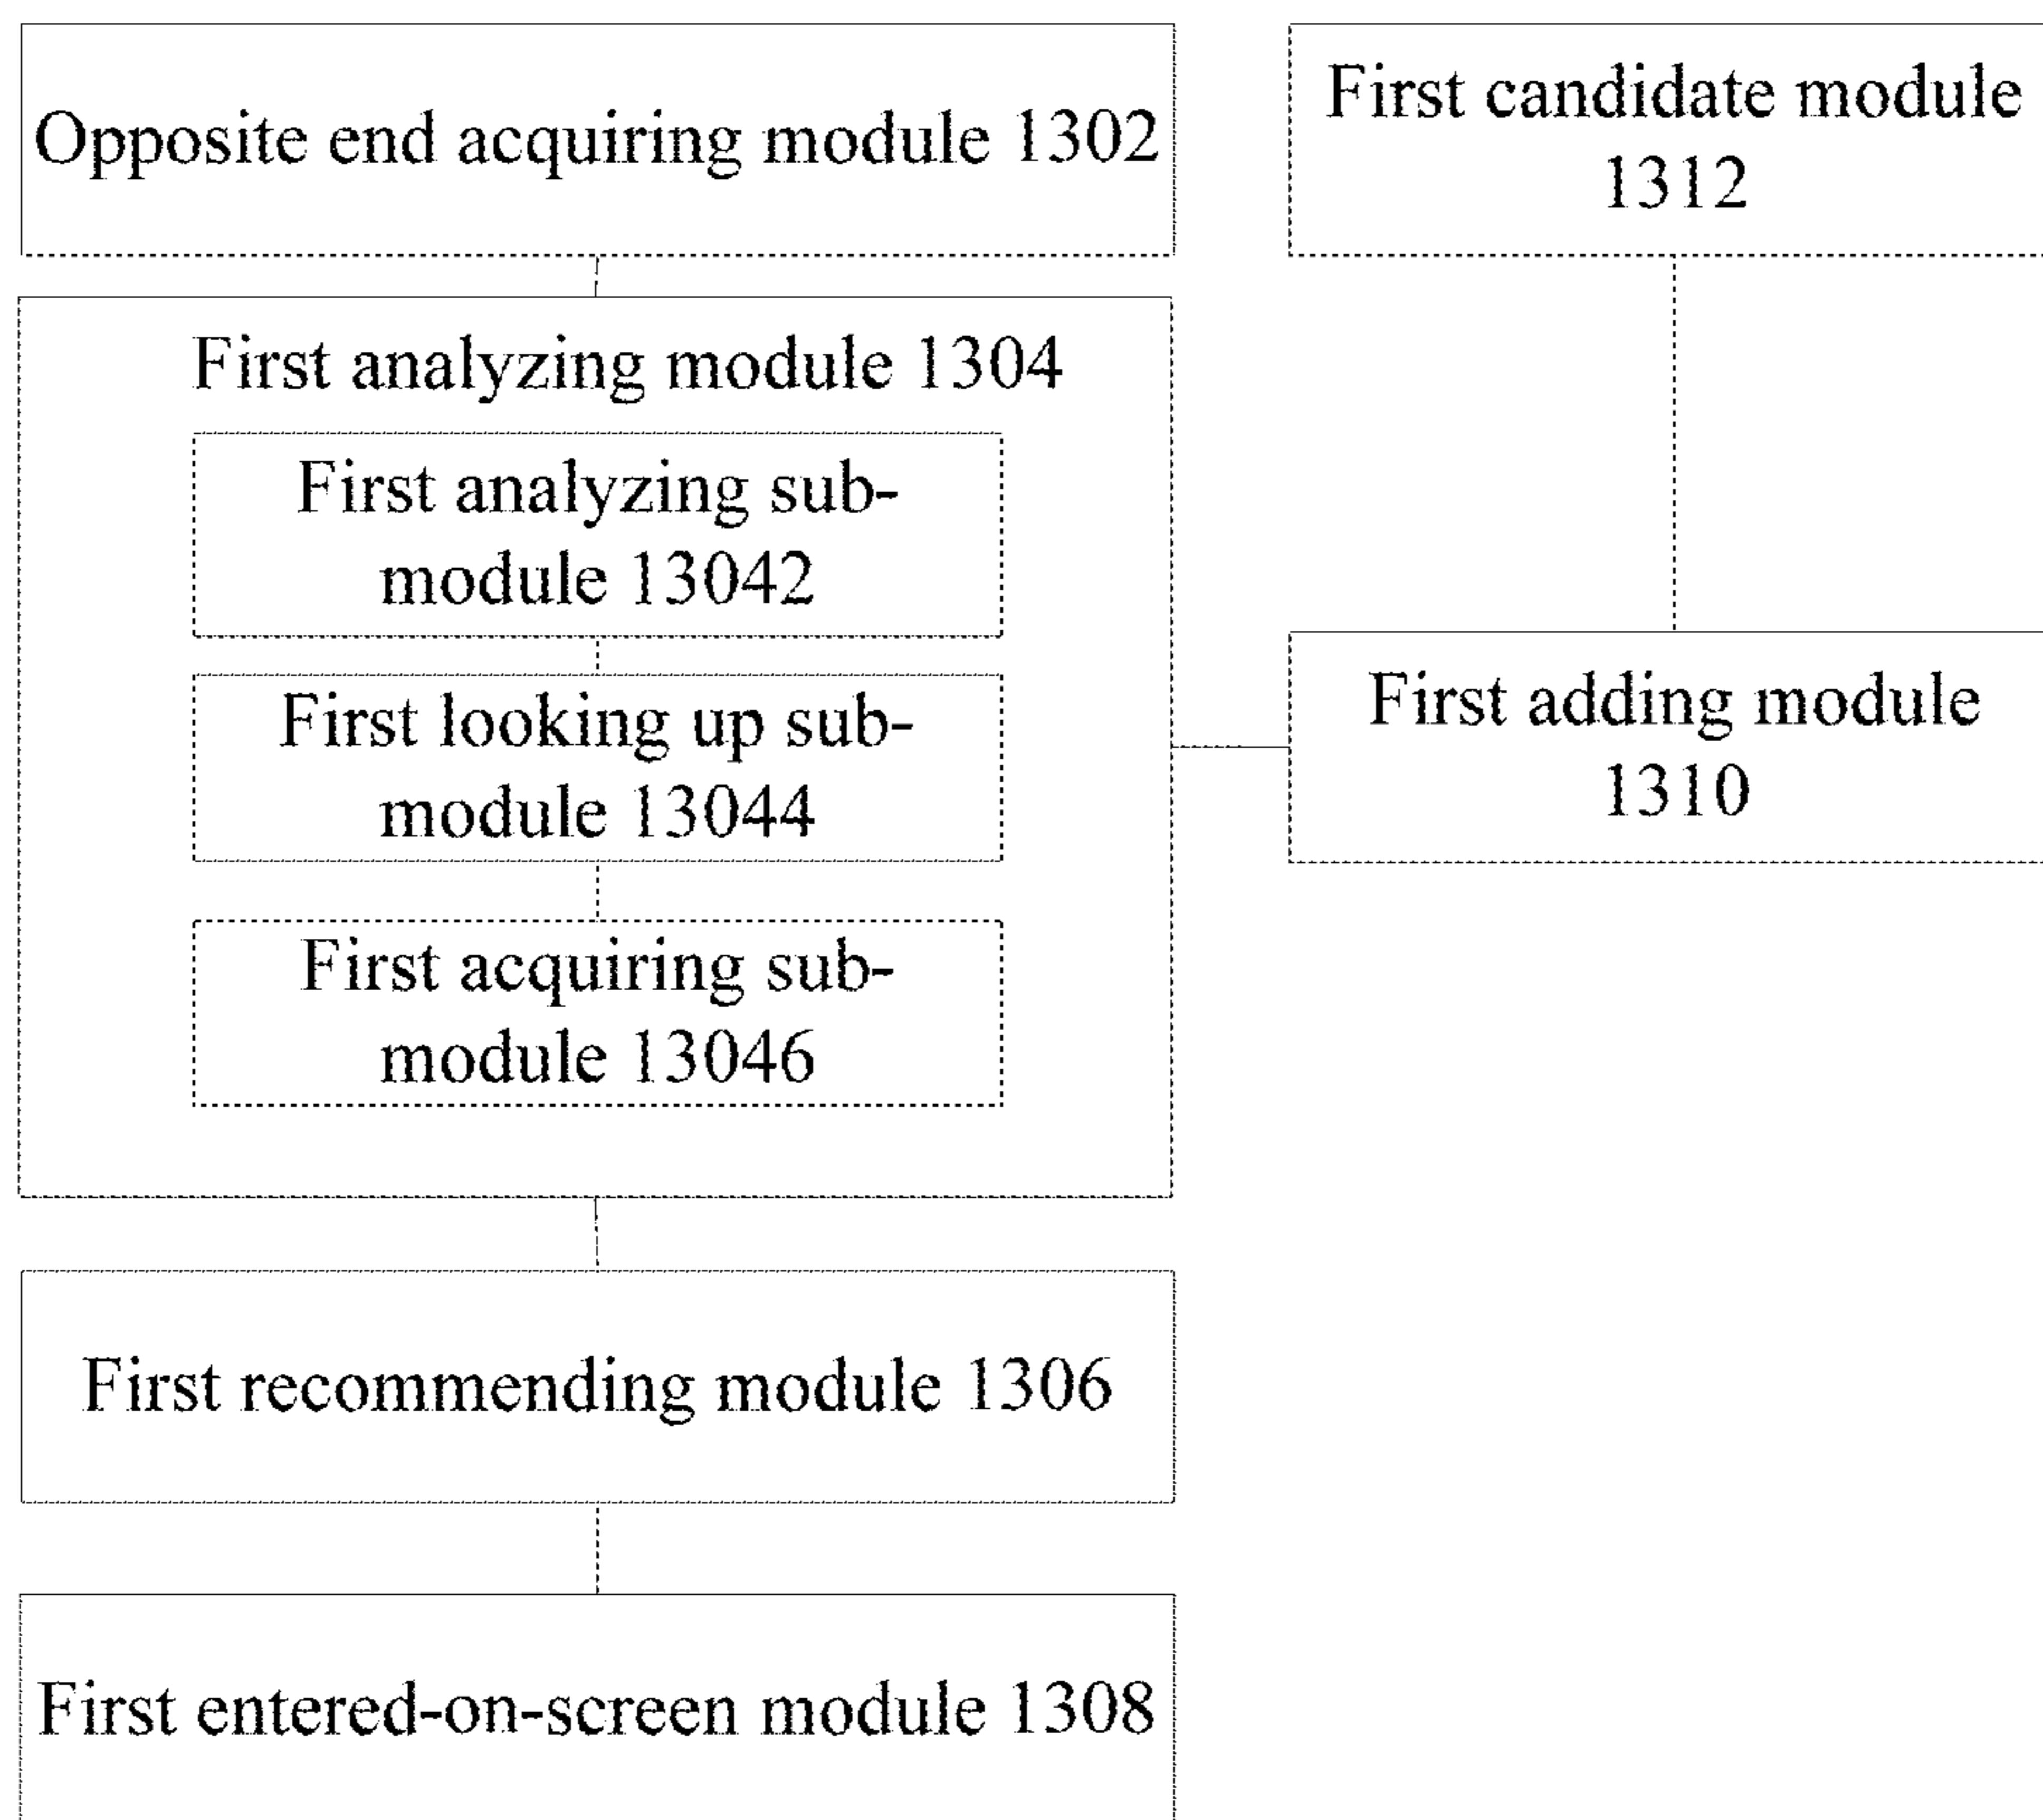 Opposite end acquiring module 1302
First candidate module
1312
First analyzing module 1304
First analyzing sub-
module 13042
First looking up sub-
module 13044
First acquiring sub-
module 13046
First adding module
1310
First recommending module 1306
First entered-on-screen module 1308